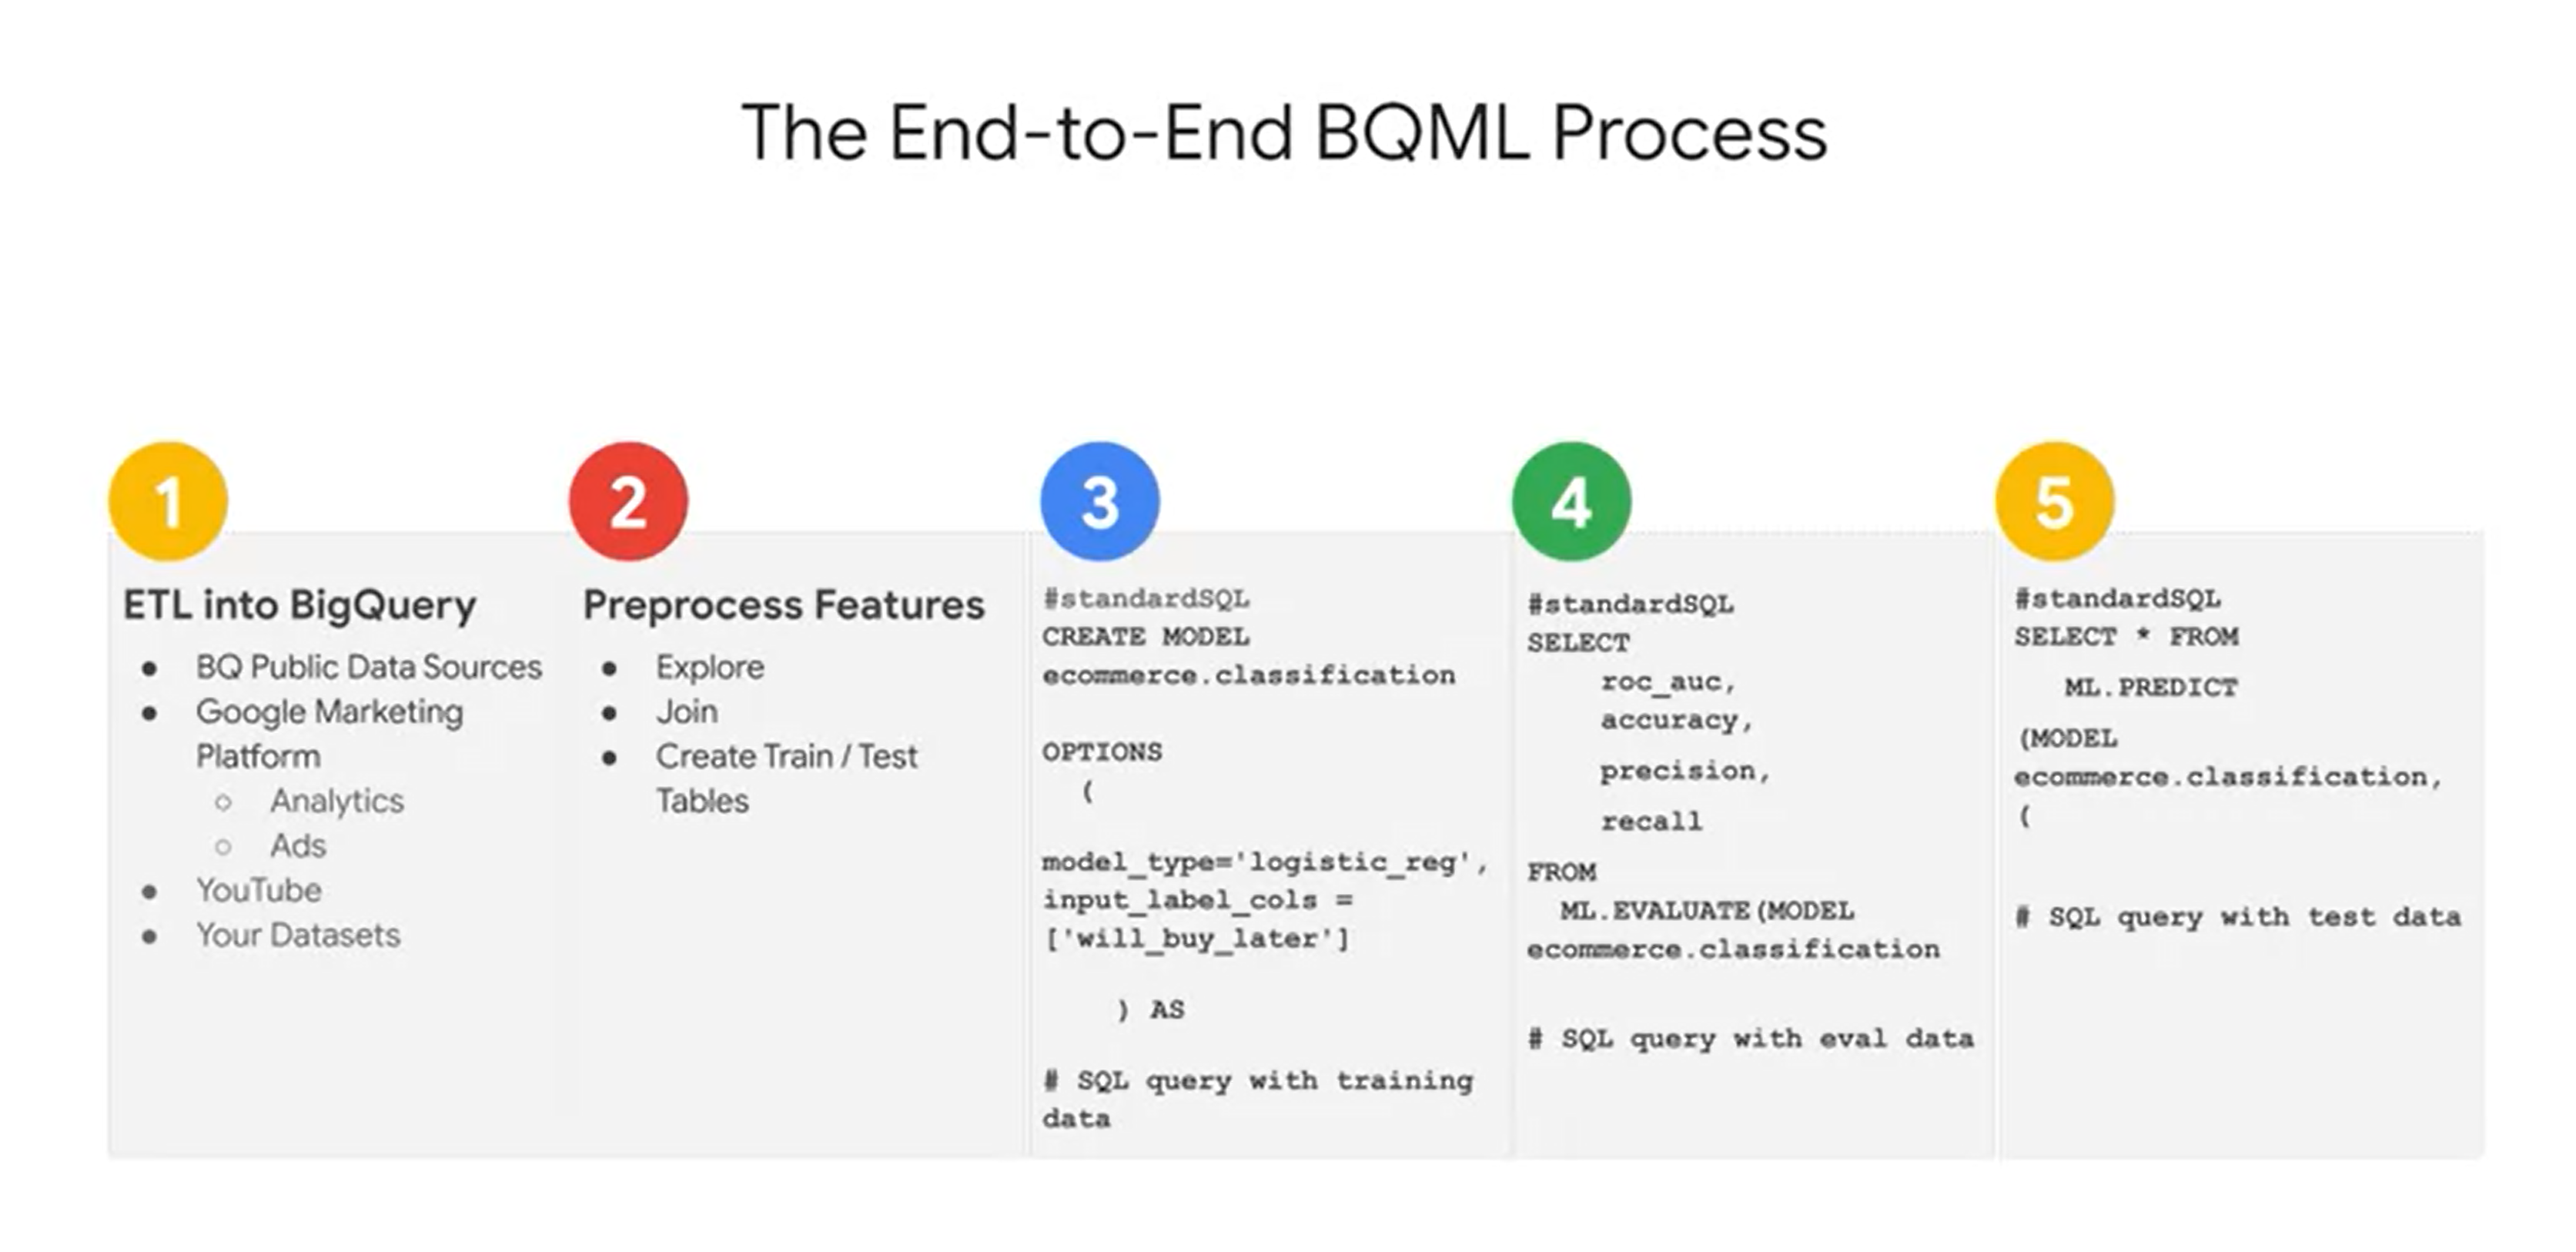 The End-to-End BQML Process
1
ETL into BigQuery
● BQ Public Data Sources
● Google Marketing
Platform
○ Analytics
○ Ads
● YouTube
● Your Datasets
2
Preprocess Features
● Explore
● Join
● Create Train / Test
Tables
3
#standardSQL
CREATE MODEL
ecommerce.classification
OPTIONS
(
model_type='logistic_reg',
input_label_cols =
['will_buy_later']
) AS
# SQL query with training
data
4
#standardSQL
SELECT
roc_auc,
accuracy,
precision,
recall
FROM
ML.EVALUATE(MODEL
ecommerce.classification
# SQL query with eval data
5
#standardSQL
SELECT * FROM
ML.PREDICT
(MODEL
ecommerce.classification,
(
# SQL query with test data